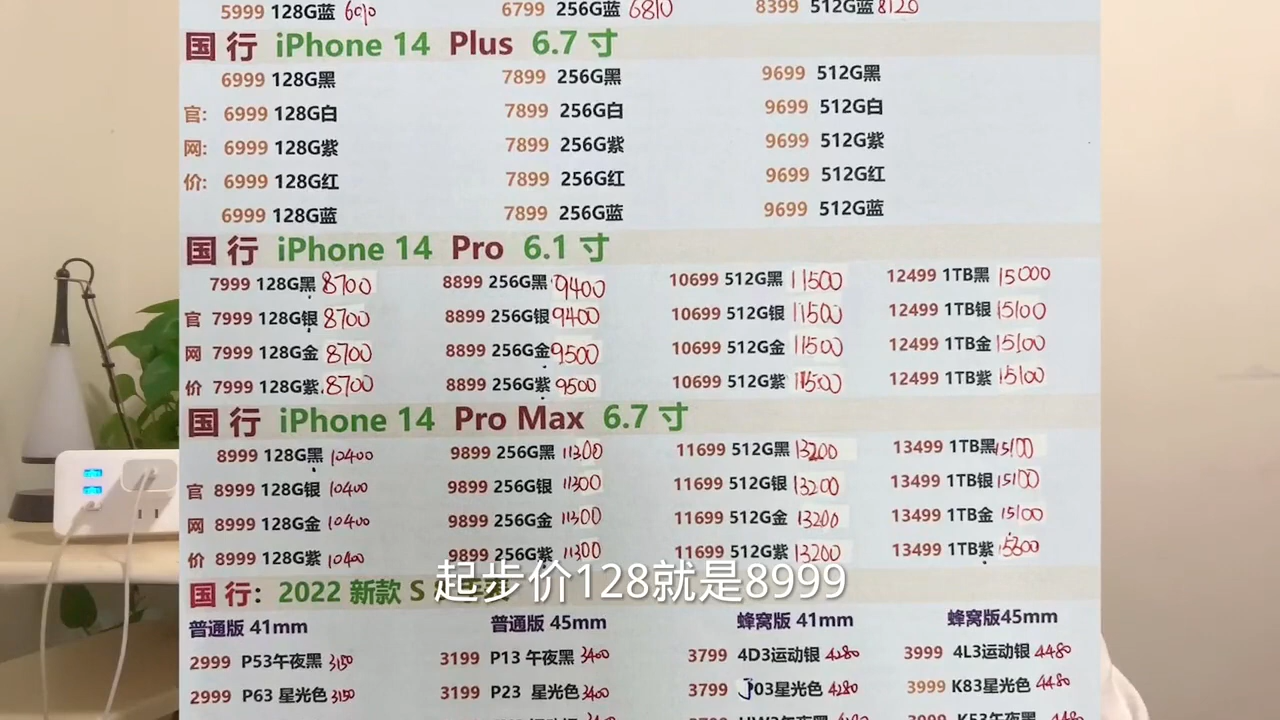 5999 128G蓝 6010 6799 256G蓝 6810 8399 512G蓝 8120
国 行 iPhone 14 Plus 6.7 寸
6999 128G黑 7899 256G黑 9699 512G黑
官: 6999 128G白 7899 256G白 9699 512G白
网: 6999 128G紫 7899 256G紫 9699 512G紫
价: 6999 128G红 7899 256G红 9699 512G红
6999 128G蓝 7899 256G蓝 9699 512G蓝
国 行 iPhone 14 Pro 6.1 寸
7999 128G黑 8700 8899 256G黑 9400 10699 512G黑 11500 12499 1TB黑 15000
官 7999 128G银 8700 8899 256G银 9400 10699 512G银 11500 12499 1TB银 15100
网 7999 128G金 8700 8899 256G金 9500 10699 512G金 11500 12499 1TB金 15100
价 7999 128G紫 8700 8899 256G紫 9500 10699 512G紫 11500 12499 1TB紫 15100
国 行 iPhone 14 Pro Max 6.7 寸
8999 128G黑 10400 9899 256G黑 11300 11699 512G黑 13200 13499 1TB黑 15100
官 8999 128G银 10400 9899 256G银 11300 11699 512G银 13200 13499 1TB银 15100
网 8999 128G金 10400 9899 256G金 11300 11699 512G金 13200 13499 1TB金 15100
价 8999 128G紫 10400 9899 256G紫 11300 11699 512G紫 13200 13499 1TB紫 15600
起步价128就是8999
国 行: 2022 新款 S
普通版 41mm 普通版 45mm 蜂窝版 41mm 蜂窝版45mm
2999 P53午夜黑 3150 3199 P13 午夜黑 3400 3799 4D3运动银 4280 3999 4L3运动银 4480
2999 P63 星光色 3150 3199 P23 星光色 3400 3799 J03星光色 4280 3999 K83星光色 4480